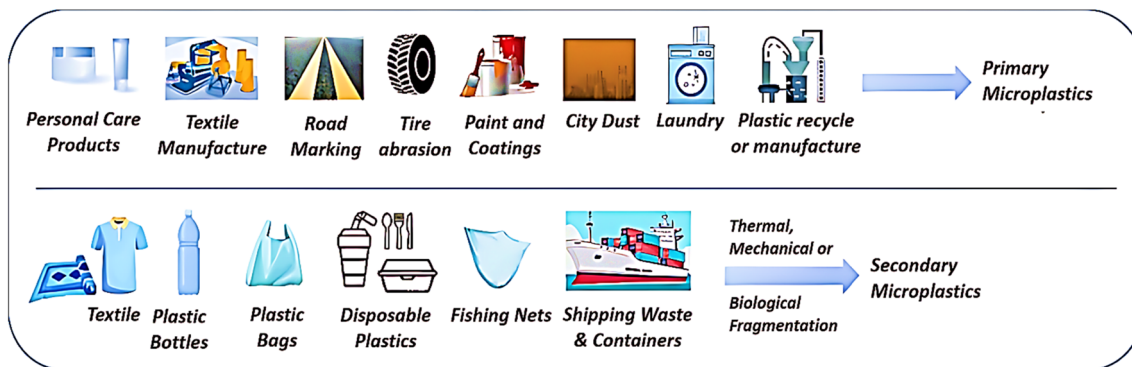 Personal Care
Products
Textile
Manufacture
Road
Marking
Tire
abrasion
Paint and
Coatings
City Dust
Laundry
Plastic recycle
or manufacture
Primary
Microplastics
Textile
Plastic
Bottles
Plastic
Bags
Disposable
Plastics
Fishing Nets
Shipping Waste
& Containers
Thermal,
Mechanical or
Biological
Fragmentation
Secondary
Microplastics